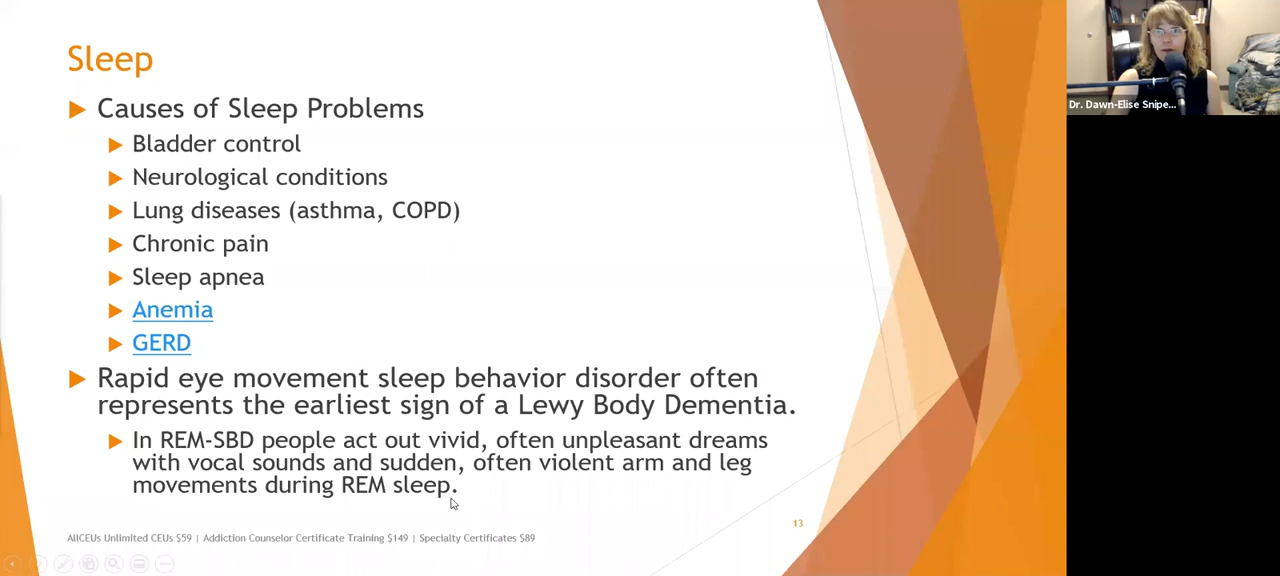 Sleep
Causes of Sleep Problems
Bladder control
Neurological conditions
Lung diseases (asthma, COPD)
Chronic pain
Sleep apnea
Anemia
GERD
Rapid eye movement sleep behavior disorder often
represents the earliest sign of a Lewy Body Dementia.
In REM-SBD people act out vivid, often unpleasant dreams
with vocal sounds and sudden, often violent arm and leg
movements during REM sleep.
AllCEUs Unlimited CEUs $59 | Addiction Counselor Certificate Training $149 | Specialty Certificates $89
13
Dr. Dawn-Elise Snipe...